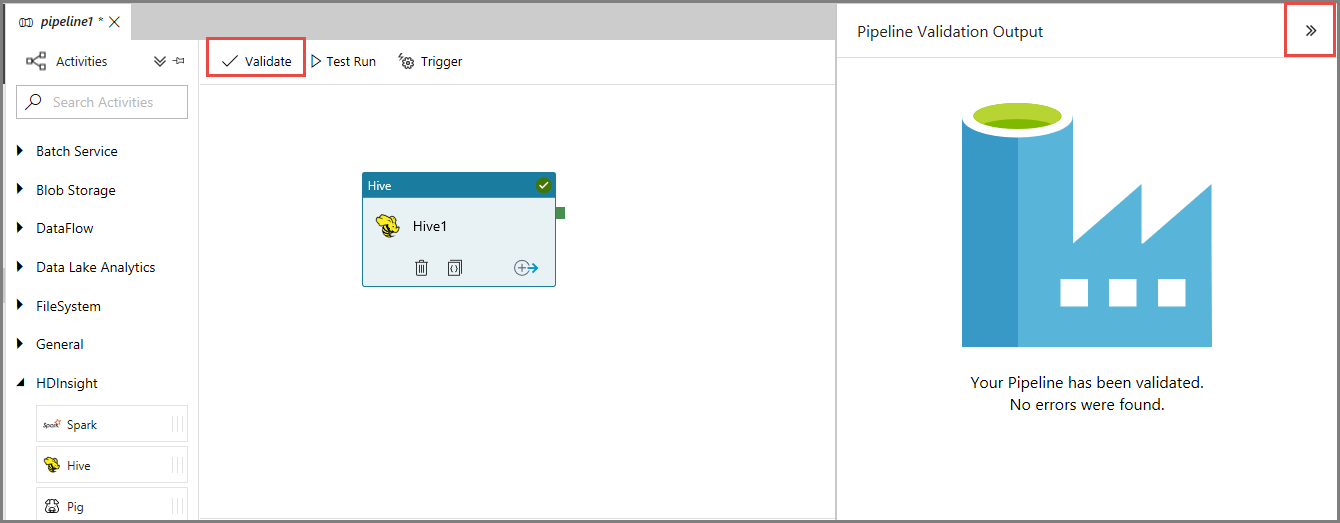 pipeline1 *
Activities
Search Activities
Batch Service
Blob Storage
DataFlow
Data Lake Analytics
FileSystem
General
HDInsight
Spark
Spark
Hive
Pig
Validate
Test Run
Trigger
Hive
Hive1
Pipeline Validation Output
Your Pipeline has been validated.
No errors were found.